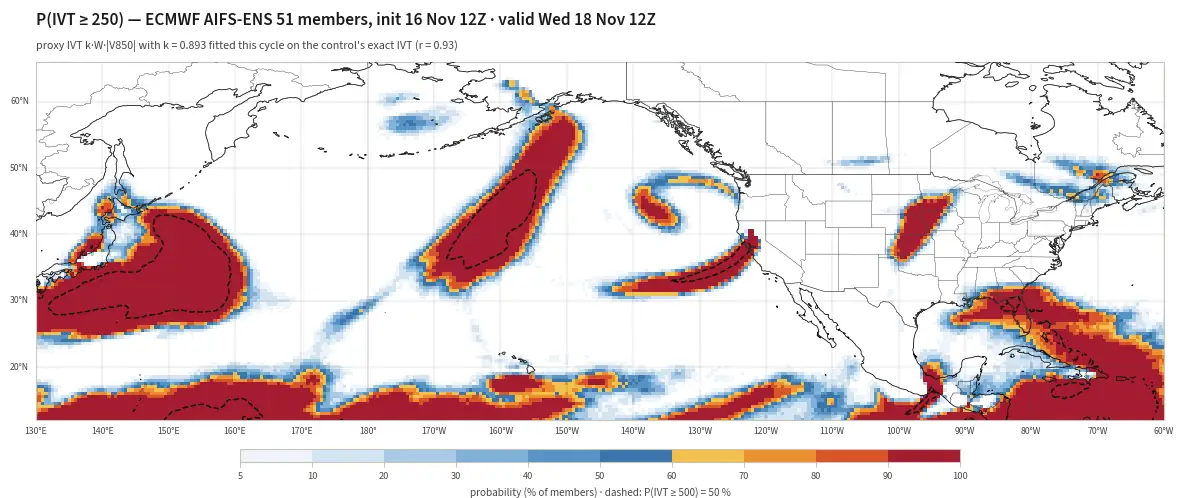 P(IVT ≥ 250) — ECMWF AIFS-ENS 51 members, init 16 Nov 12Z · valid Wed 18 Nov 12Z
proxy IVT k·W·|V850| with k = 0.893 fitted this cycle on the control's exact IVT (r = 0.93)
60°N
50°N
40°N
30°N
20°N
130°E 140°E 150°E 160°E 170°E 180° 170°W 160°W 150°W 140°W 130°W 120°W 110°W 100°W 90°W 80°W 70°W 60°W
5 10 20 30 40 50 60 70 80 90 100
probability (% of members) · dashed: P(IVT ≥ 500) = 50 %